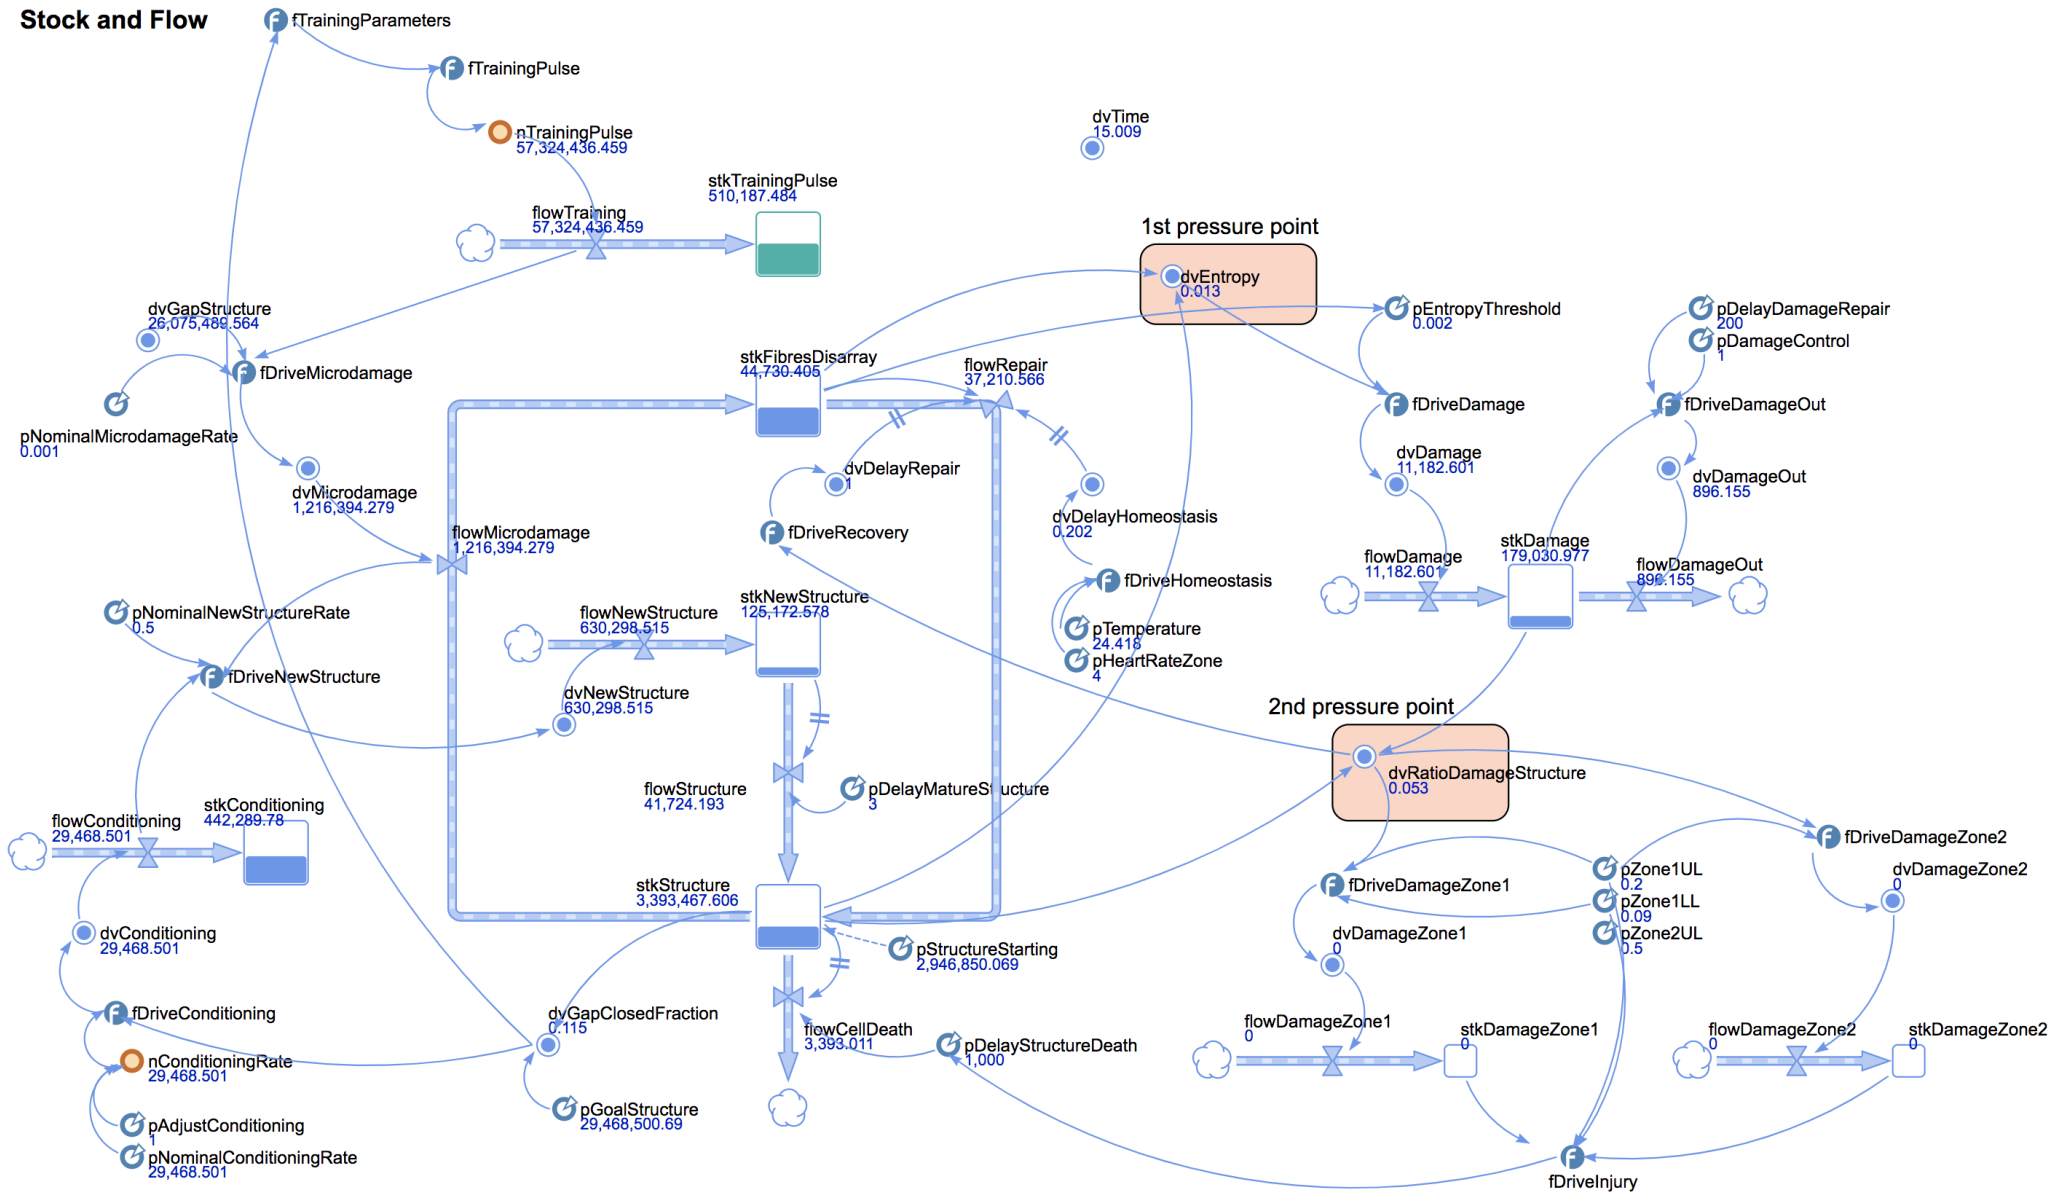 Stock and Flow
fTrainingParameters
fTrainingPulse
nTrainingPulse
57,324,436.459
dvTime
15.009
stkTrainingPulse
510,187.484
flowTraining
57,324,436.459
1st pressure point
dvEntropy
0.013
dvGapStructure
26,075,489.564
pEntropyThreshold
0.002
pDelayDamageRepair
200
pDamageControl
1
fDriveMicrodamage
stkFibresDisarray
44,730.405
flowRepair
37,210.566
fDriveDamage
fDriveDamageOut
pNominalMicrodamageRate
0.001
dvMicrodamage
1,216,394.279
dvDelayRepair
1
dvDamage
11,182.601
dvDamageOut
896.155
flowMicrodamage
1,216,394.279
fDriveRecovery
dvDelayHomeostasis
0.202
flowDamage
11,182.601
stkDamage
179,030.977
flowDamageOut
896.155
fDriveHomeostasis
pNominalNewStructureRate
0.5
flowNewStructure
630,298.515
stkNewStructure
125,172.578
pTemperature
24.418
pHeartRateZone
4
fDriveNewStructure
dvNewStructure
630,298.515
2nd pressure point
dvRatioDamageStructure
0.053
flowStructure
41,724.193
pDelayMatureStructure
3
flowConditioning
29,468.501
stkConditioning
442,289.78
fDriveDamageZone2
stkStructure
3,393,467.606
fDriveDamageZone1
pZone1UL
0.2
dvDamageZone2
0
pZone1LL
0.09
pZone2UL
0.5
dvConditioning
29,468.501
pStructureStarting
2,946,850.069
dvDamageZone1
0
fDriveConditioning
dvGapClosedFraction
0.115
flowCellDeath
3,393.011
pDelayStructureDeath
1,000
flowDamageZone1
0
stkDamageZone1
0
flowDamageZone2
0
stkDamageZone2
0
nConditioningRate
29,468.501
pGoalStructure
29,468,500.69
pAdjustConditioning
1
pNominalConditioningRate
29,468.501
fDriveInjury